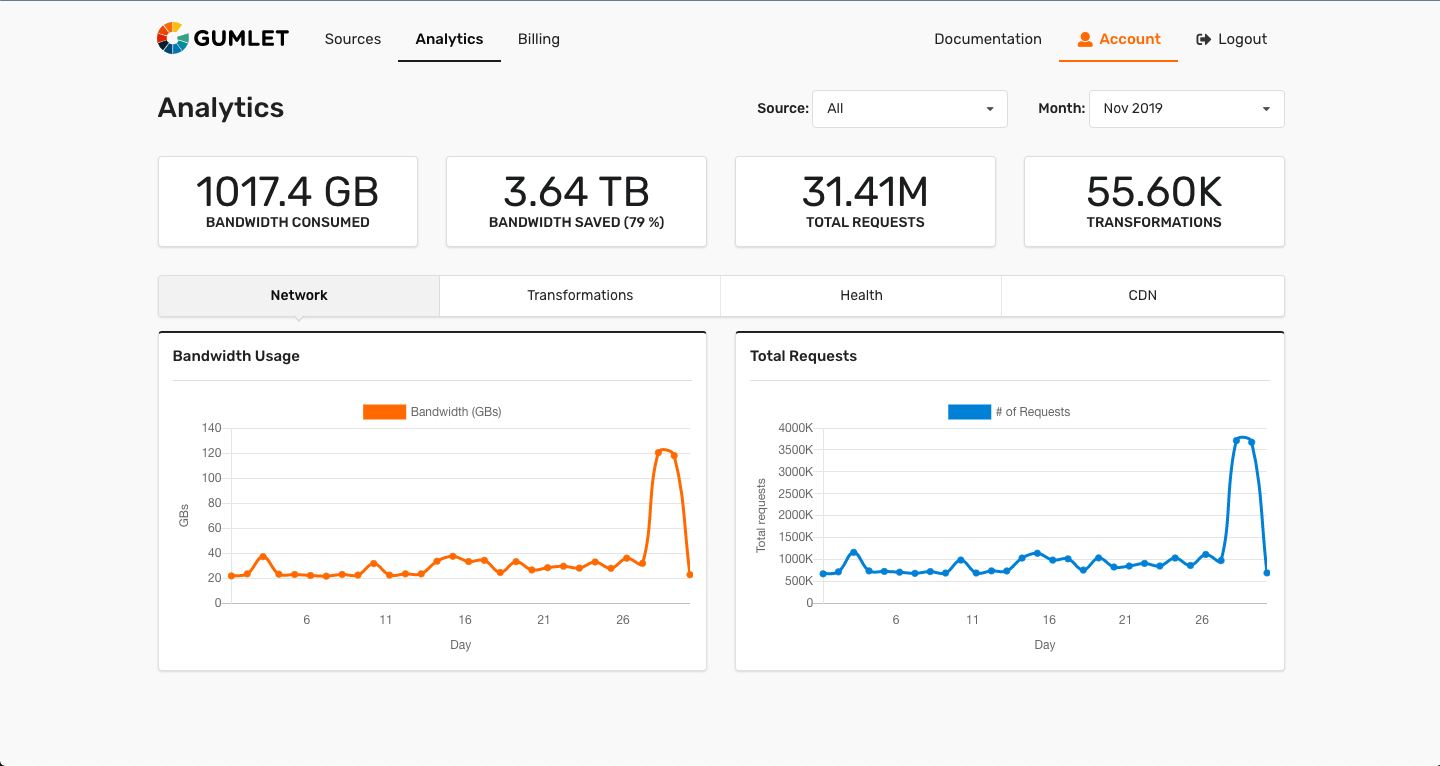 GUMLET Sources Analytics Billing Documentation Account Logout
Analytics Source: All Month: Nov 2019
1017.4 GB
BANDWIDTH CONSUMED
3.64 TB
BANDWIDTH SAVED (79 %)
31.41M
TOTAL REQUESTS
55.60K
TRANSFORMATIONS
Network Transformations Health CDN
Bandwidth Usage
Bandwidth (GBs)
140
120
100
80
60
40
20
0
GBs
6 11 16 21 26
Day
Total Requests
# of Requests
4000K
3500K
3000K
2500K
2000K
1500K
1000K
500K
0
Total requests
6 11 16 21 26
Day